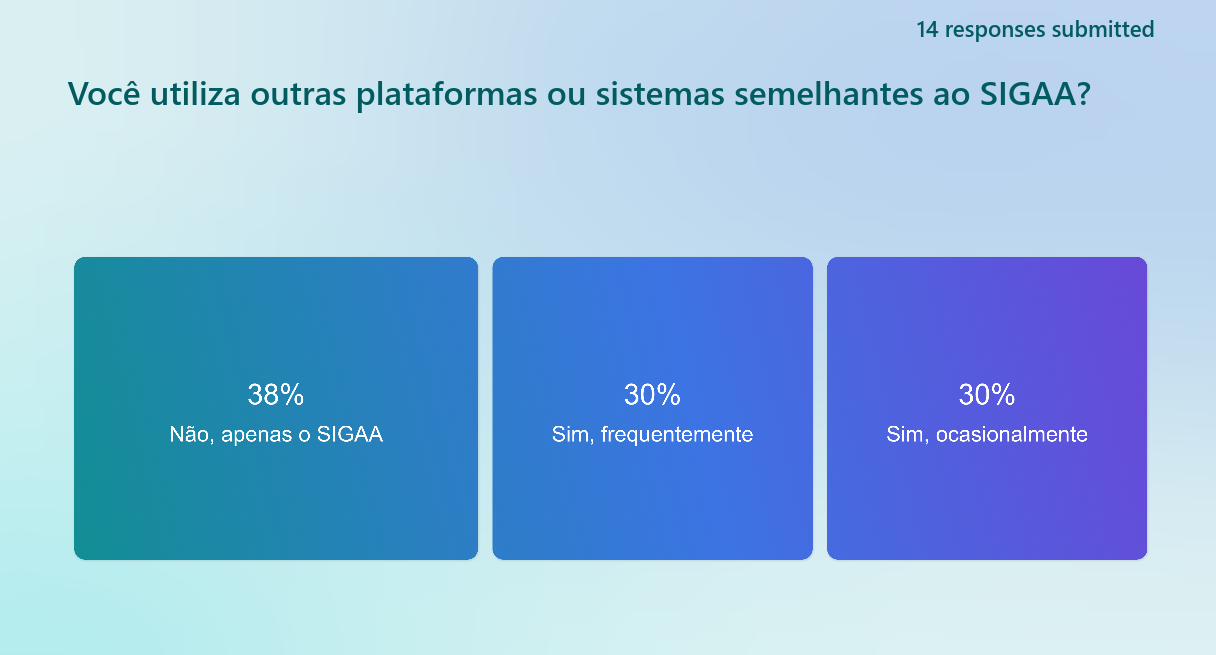 14 responses submitted
Você utiliza outras plataformas ou sistemas semelhantes ao SIGAA?
38%
Não, apenas o SIGAA
30%
Sim, frequentemente
30%
Sim, ocasionalmente